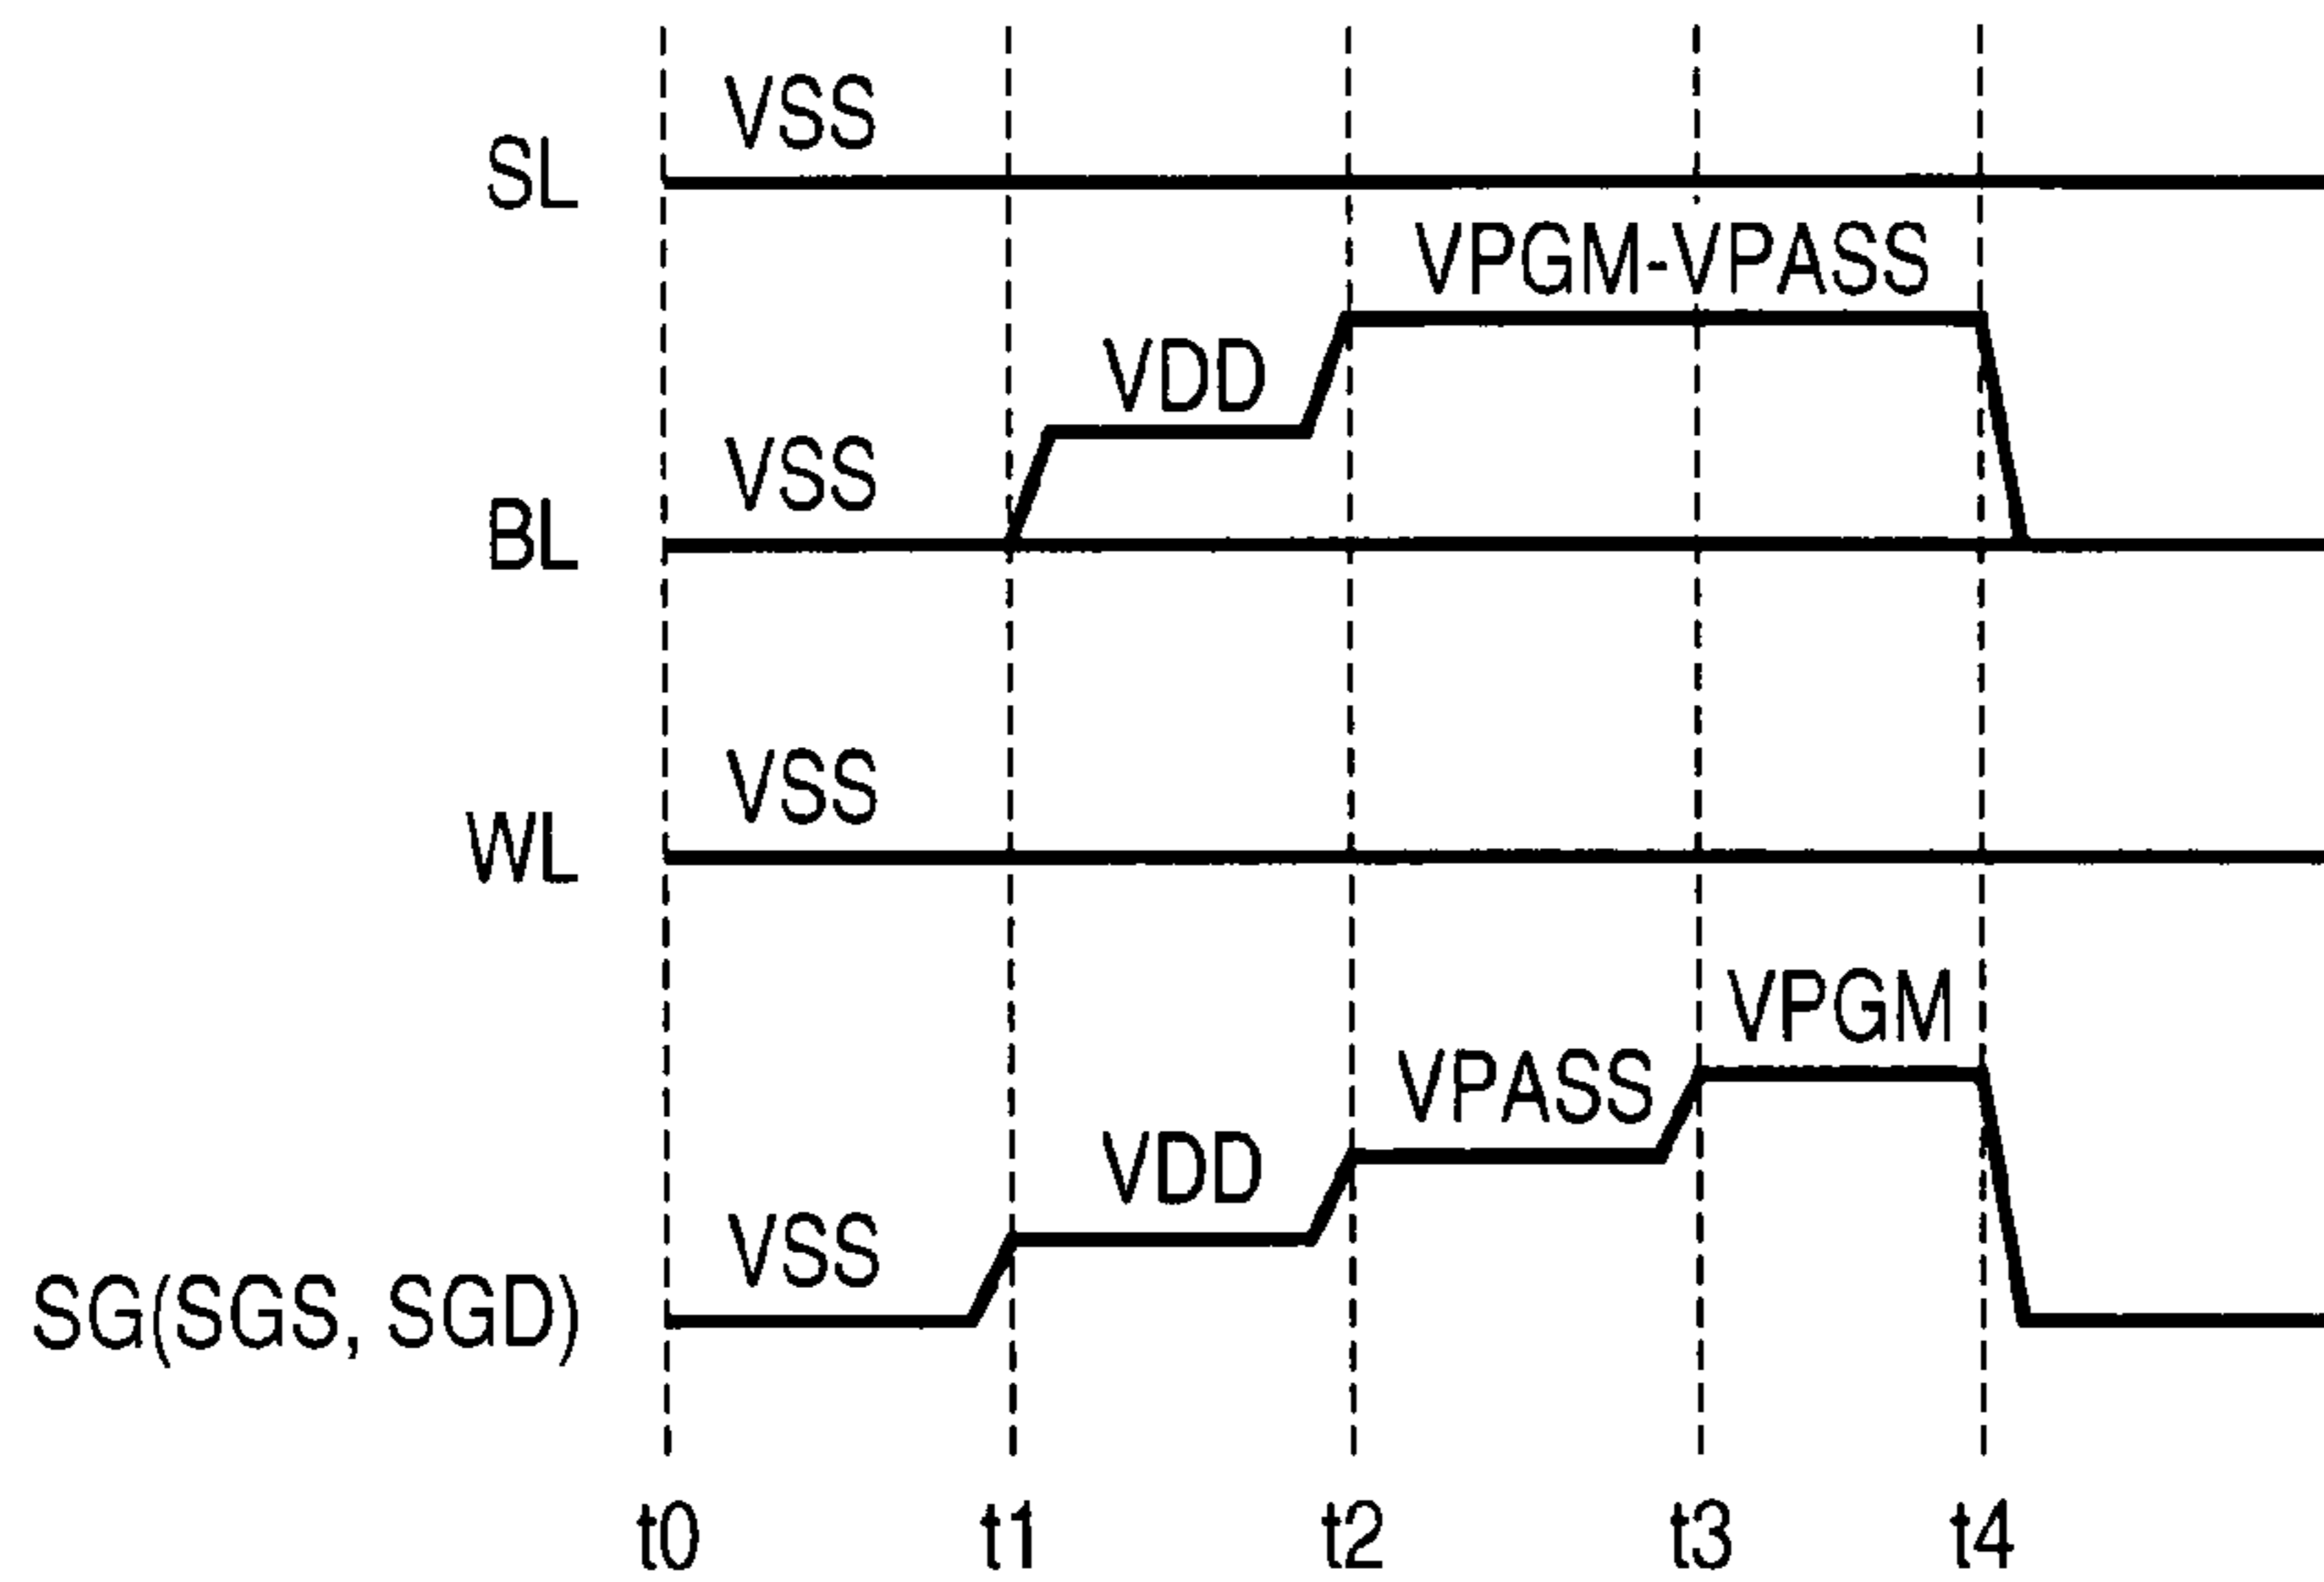 VSS
SL
VPGM-VPASS
VDD
VSS
BL
VSS
WL
VPGM
VPASS
VDD
VSS
SG(SGS, SGD)
t0 t1 t2 t3 t4